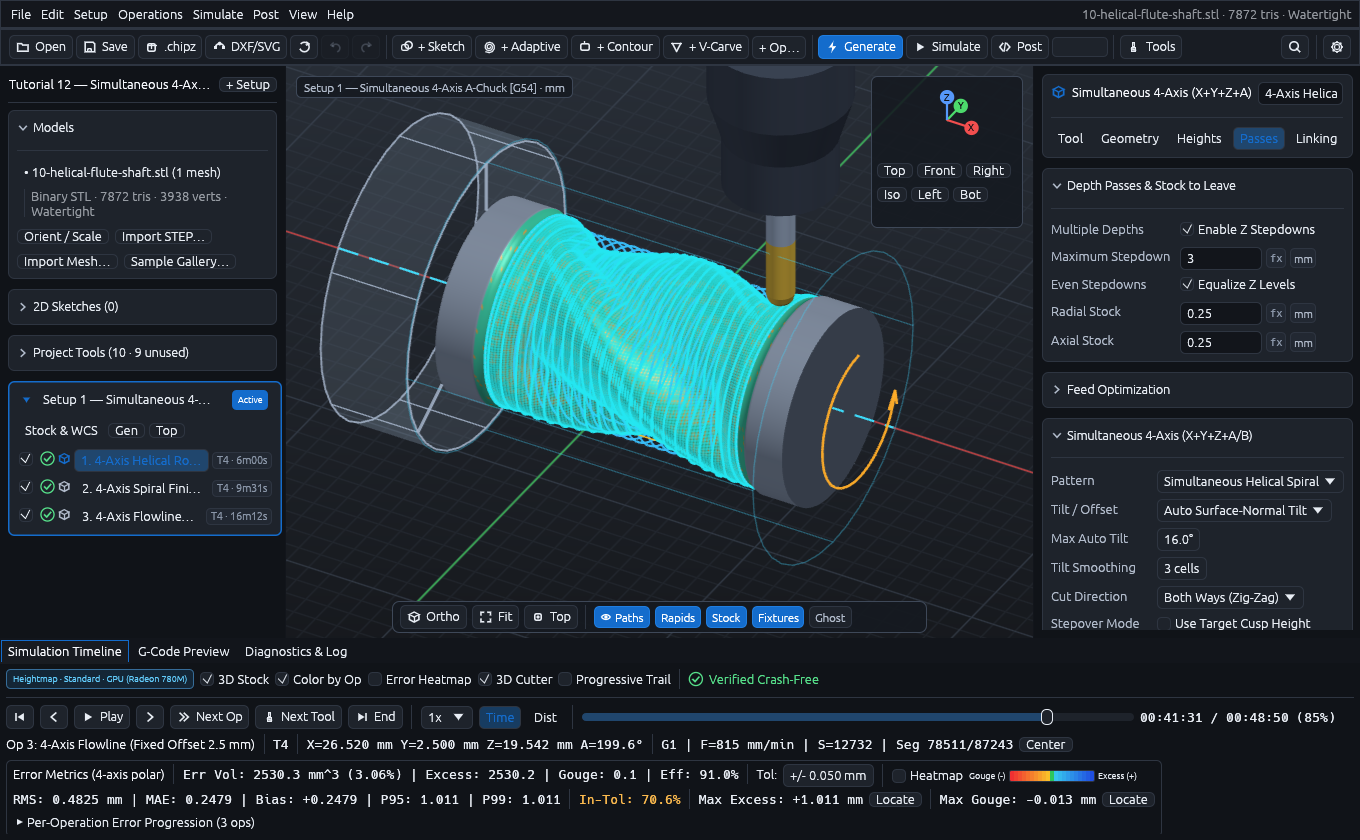 File Edit Setup Operations Simulate Post View Help 10-helical-flute-shaft.stl · 7872 tris · Watertight
Open Save .chipz DXF/SVG + Sketch + Adaptive + Contour + V-Carve + Op… Generate Simulate Post Tools
Tutorial 12 — Simultaneous 4-Ax… + Setup
Models
• 10-helical-flute-shaft.stl (1 mesh)
Binary STL · 7872 tris · 3938 verts ·
Watertight
Orient / Scale Import STEP…
Import Mesh… Sample Gallery…
2D Sketches (0)
Project Tools (10 · 9 unused)
Setup 1 — Simultaneous 4-… Active
Stock & WCS Gen Top
1. 4-Axis Helical Ro… T4 · 6m00s
2. 4-Axis Spiral Fini… T4 · 9m31s
3. 4-Axis Flowline… T4 · 16m12s
Setup 1 — Simultaneous 4-Axis A-Chuck [G54] · mm
Z
Y
X
Top Front Right
Iso Left Bot
Ortho Fit Top Paths Rapids Stock Fixtures Ghost
Simultaneous 4-Axis (X+Y+Z+A) 4-Axis Helica
Tool Geometry Heights Passes Linking
Depth Passes & Stock to Leave
Multiple Depths Enable Z Stepdowns
Maximum Stepdown 3 fx mm
Even Stepdowns Equalize Z Levels
Radial Stock 0.25 fx mm
Axial Stock 0.25 fx mm
Feed Optimization
Simultaneous 4-Axis (X+Y+Z+A/B)
Pattern Simultaneous Helical Spiral
Tilt / Offset Auto Surface-Normal Tilt
Max Auto Tilt 16.0°
Tilt Smoothing 3 cells
Cut Direction Both Ways (Zig-Zag)
Stepover Mode Use Target Cusp Height
Simulation Timeline G-Code Preview Diagnostics & Log
Heightmap · Standard · GPU (Radeon 780M) 3D Stock Color by Op Error Heatmap 3D Cutter Progressive Trail Verified Crash-Free
Play Next Op Next Tool End 1x Time Dist 00:41:31 / 00:48:50 (85%)
Op 3: 4-Axis Flowline (Fixed Offset 2.5 mm) T4 X=26.520 mm Y=2.500 mm Z=19.542 mm A=199.6° G1 | F=815 mm/min | S=12732 | Seg 78511/87243 Center
Error Metrics (4-axis polar) Err Vol: 2530.3 mm^3 (3.06%) | Excess: 2530.2 | Gouge: 0.1 | Eff: 91.0% Tol: +/- 0.050 mm Heatmap Gouge (-) Excess (+)
RMS: 0.4825 mm | MAE: 0.2479 | Bias: +0.2479 | P95: 1.011 | P99: 1.011 In-Tol: 70.6% Max Excess: +1.011 mm Locate Max Gouge: -0.013 mm Locate
Per-Operation Error Progression (3 ops)